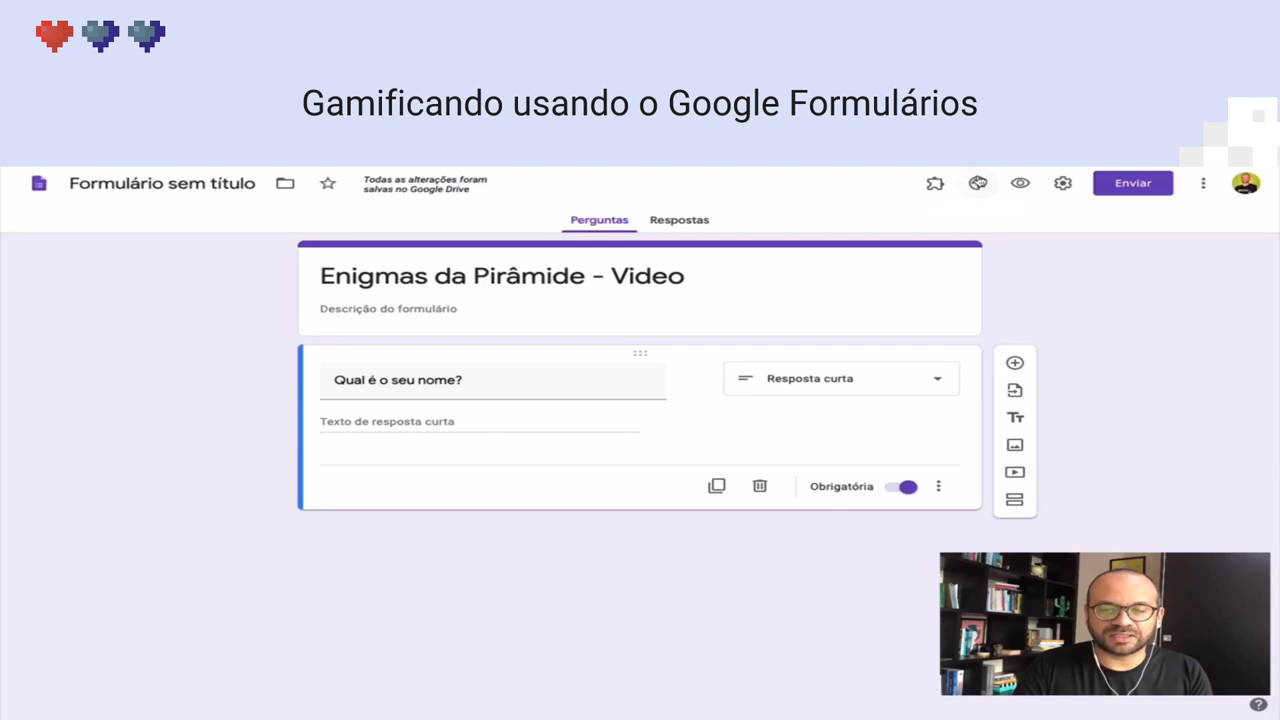 Gamificando usando o Google Formulários
Formulário sem título
Todas as alterações foram
salvas no Google Drive
Enviar
Perguntas Respostas
Enigmas da Pirâmide - Video
Descrição do formulário
Qual é o seu nome?
Resposta curta
Texto de resposta curta
Tт
Obrigatória
?